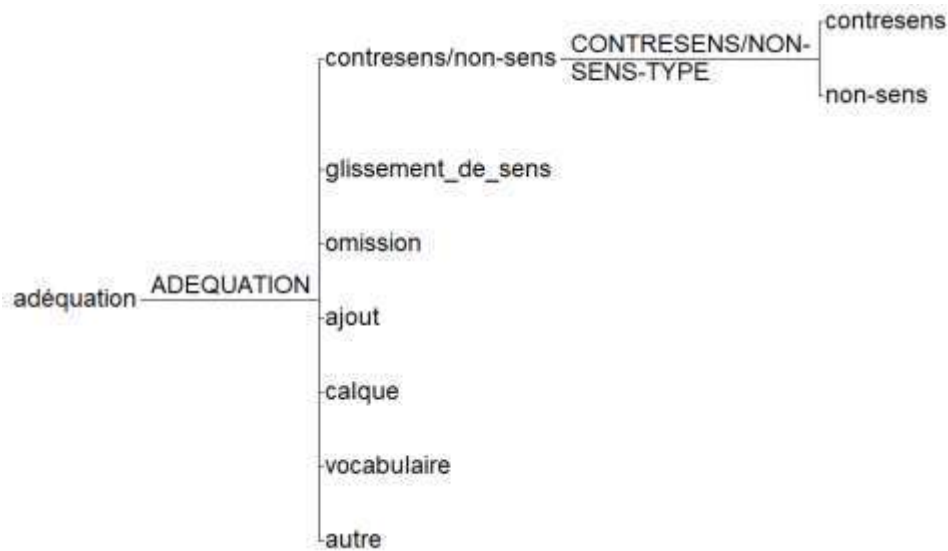 contresens
contresens/non-sens
CONTRESENS/NON-
SENS-TYPE
non-sens
glissement_de_sens
omission
adéquation
ADEQUATION
ajout
calque
vocabulaire
autre